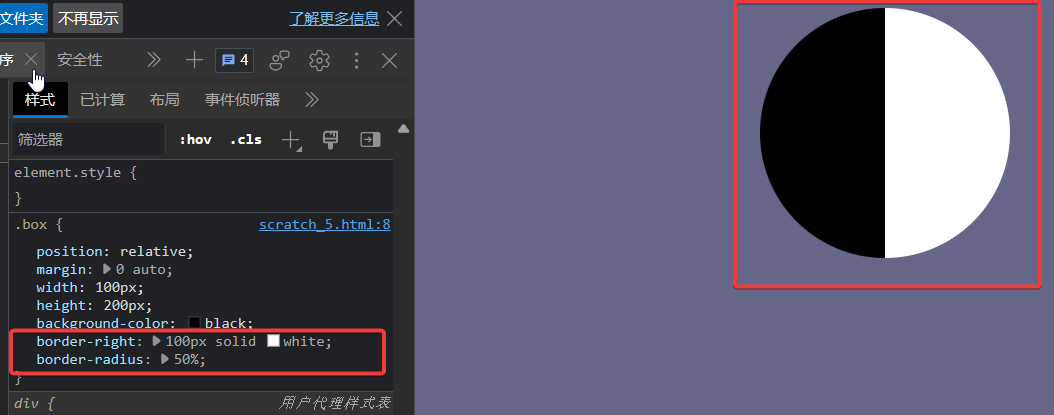 文件夹 不再显示 了解更多信息
序 安全性 4
样式 已计算 布局 事件侦听器
筛选器 :hov .cls
element.style {
}
.box { scratch_5.html:8
position: relative;
margin: 0 auto;
width: 100px;
height: 200px;
background-color: black;
border-right: 100px solid white;
border-radius: 50%;
}
div { 用户代理样式表